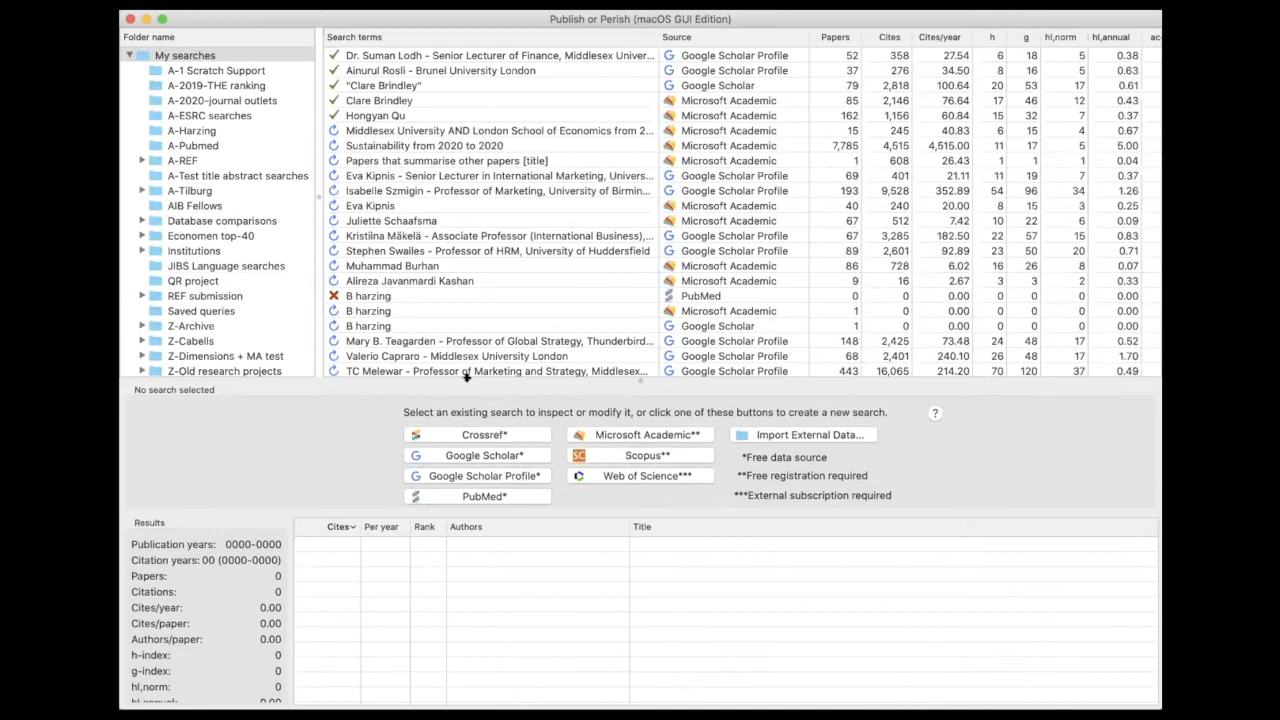 Publish or Perish (macOS GUI Edition)
Folder name
My searches
A-1 Scratch Support
A-2019-THE ranking
A-2020-journal outlets
A-ESRC searches
A-Harzing
A-Pubmed
A-REF
A-Test title abstract searches
A-Tilburg
AIB Fellows
Database comparisons
Economen top-40
Institutions
JIBS Language searches
QR project
REF submission
Saved queries
Z-Archive
Z-Cabells
Z-Dimensions + MA test
Z-Old research projects
Search terms Source Papers Cites Cites/year h g hI,norm hI,annual acc
Dr. Suman Lodh - Senior Lecturer of Finance, Middlesex Univer... Google Scholar Profile 52 358 27.54 6 18 5 0.38
Ainurul Rosli - Brunel University London Google Scholar Profile 37 276 34.50 8 16 5 0.63
"Clare Brindley" Google Scholar 79 2,818 100.64 20 53 17 0.61
Clare Brindley Microsoft Academic 85 2,146 76.64 17 46 12 0.43
Hongyan Qu Microsoft Academic 162 1,156 60.84 15 32 7 0.37
Middlesex University AND London School of Economics from 2... Microsoft Academic 15 245 40.83 6 15 4 0.67
Sustainability from 2020 to 2020 Microsoft Academic 7,785 4,515 4,515.00 11 17 5 5.00
Papers that summarise other papers [title] Microsoft Academic 1 608 26.43 1 1 1 0.04
Eva Kipnis - Senior Lecturer in International Marketing, Univers... Google Scholar Profile 69 401 21.11 11 19 7 0.37
Isabelle Szmigin - Professor of Marketing, University of Birmin... Google Scholar Profile 193 9,528 352.89 54 96 34 1.26
Eva Kipnis Microsoft Academic 40 240 20.00 8 15 3 0.25
Juliette Schaafsma Microsoft Academic 67 512 7.42 10 22 6 0.09
Kristiina Mäkelä - Associate Professor (International Business),... Google Scholar Profile 67 3,285 182.50 22 57 15 0.83
Stephen Swailes - Professor of HRM, University of Huddersfield Google Scholar Profile 89 2,601 92.89 23 50 20 0.71
Muhammad Burhan Microsoft Academic 86 728 6.02 16 26 8 0.07
Alireza Javanmardi Kashan Microsoft Academic 9 16 2.67 3 3 2 0.33
B harzing PubMed 0 0 0.00 0 0 0 0.00
B harzing Microsoft Academic 1 0 0.00 0 0 0 0.00
B harzing Google Scholar 1 0 0.00 0 0 0 0.00
Mary B. Teagarden - Professor of Global Strategy, Thunderbird... Google Scholar Profile 148 2,425 73.48 24 48 17 0.52
Valerio Capraro - Middlesex University London Google Scholar Profile 68 2,401 240.10 26 48 17 1.70
TC Melewar - Professor of Marketing and Strategy, Middlesex... Google Scholar Profile 443 16,065 214.20 70 120 37 0.49
No search selected
Select an existing search to inspect or modify it, or click one of these buttons to create a new search. ?
Crossref* Microsoft Academic** Import External Data...
Google Scholar* Scopus** *Free data source
Google Scholar Profile* Web of Science*** **Free registration required
PubMed* ***External subscription required
Results
Publication years: 0000-0000
Citation years: 00 (0000-0000)
Papers: 0
Citations: 0
Cites/year: 0.00
Cites/paper: 0.00
Authors/paper: 0.00
h-index: 0
g-index: 0
hI,norm: 0
hI,annual: 0.00
Cites Per year Rank Authors Title